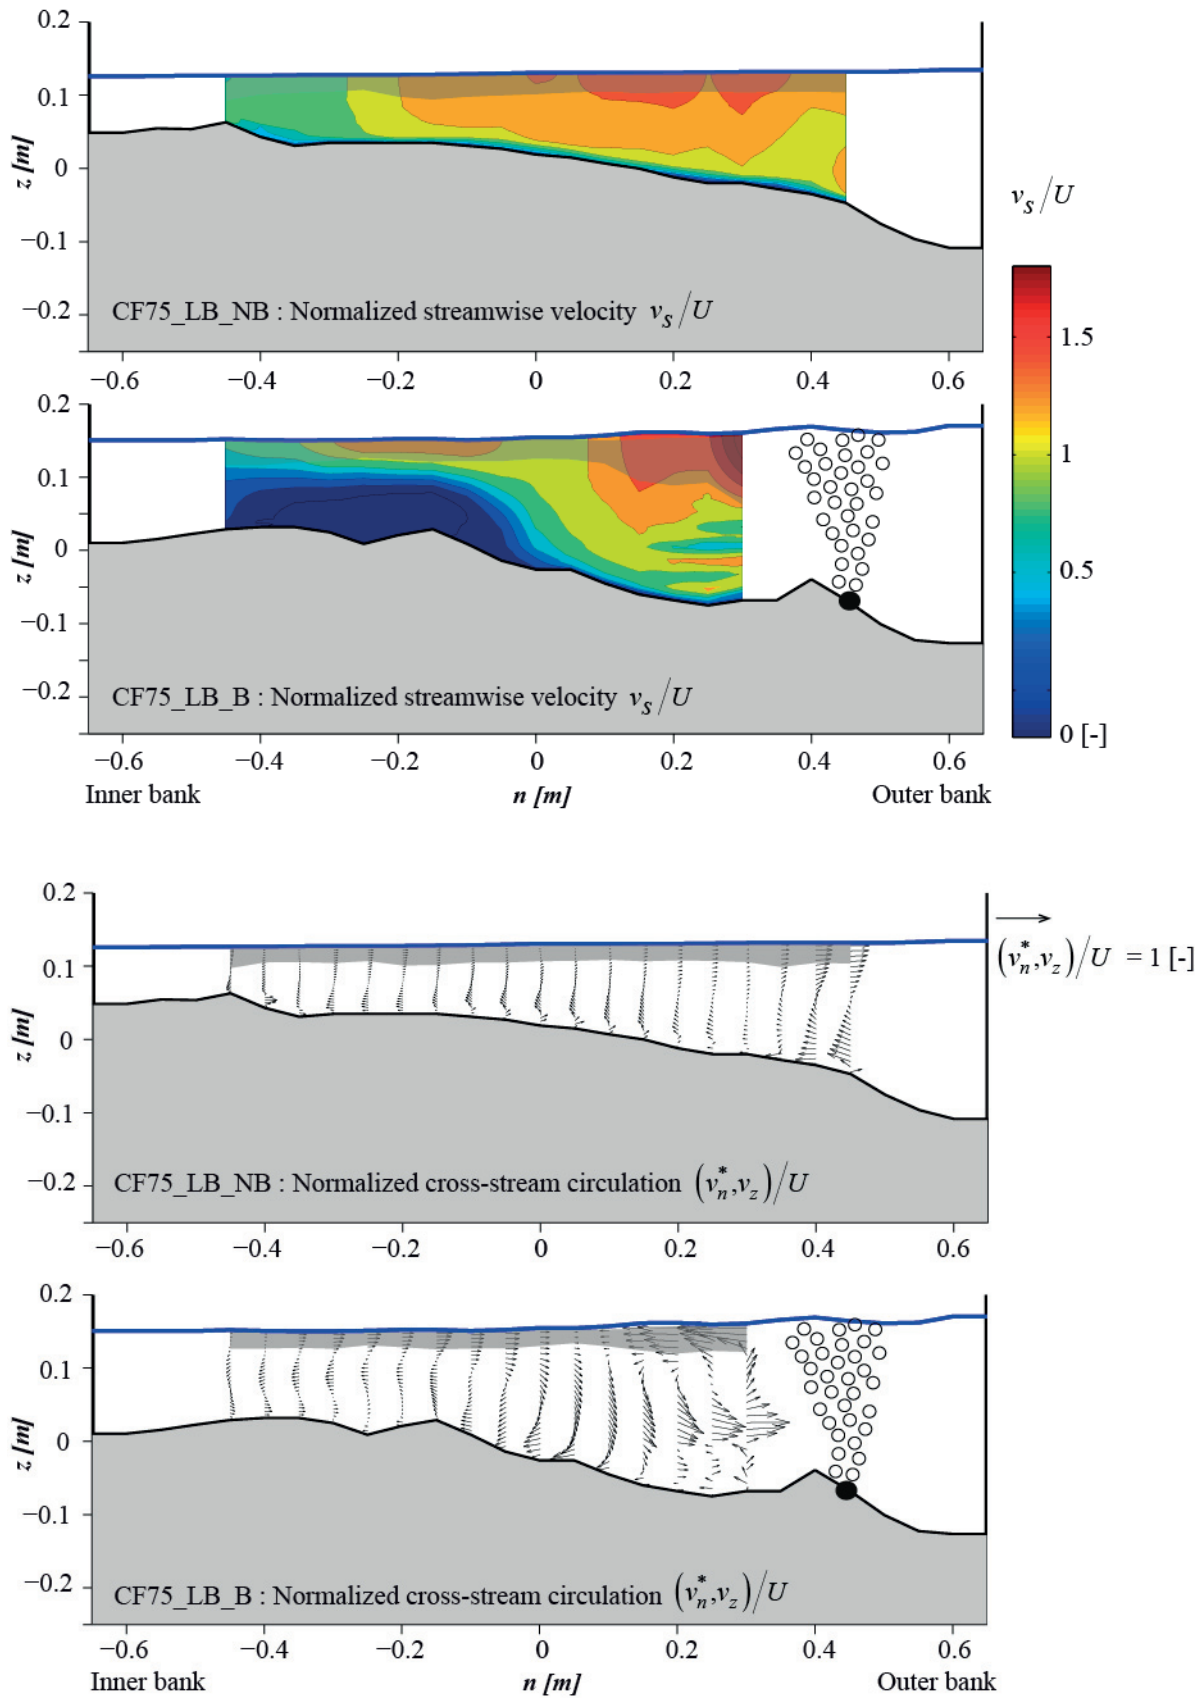 0.2
0.1
0
−0.1
−0.2
z [m]
CF75_LB_NB : Normalized streamwise velocity v_s/U
−0.6 −0.4 −0.2 0 0.2 0.4 0.6
v_s/U
1.5
1
0.5
0 [-]
0.2
0.1
0
−0.1
−0.2
z [m]
CF75_LB_B : Normalized streamwise velocity v_s/U
−0.6 −0.4 −0.2 0 0.2 0.4 0.6
Inner bank n [m] Outer bank
0.2
0.1
0
−0.1
−0.2
z [m]
(v_n^*,v_z)/U = 1 [-]
CF75_LB_NB : Normalized cross-stream circulation (v_n^*,v_z)/U
−0.6 −0.4 −0.2 0 0.2 0.4 0.6
0.2
0.1
0
−0.1
−0.2
z [m]
CF75_LB_B : Normalized cross-stream circulation (v_n^*,v_z)/U
−0.6 −0.4 −0.2 0 0.2 0.4 0.6
Inner bank n [m] Outer bank